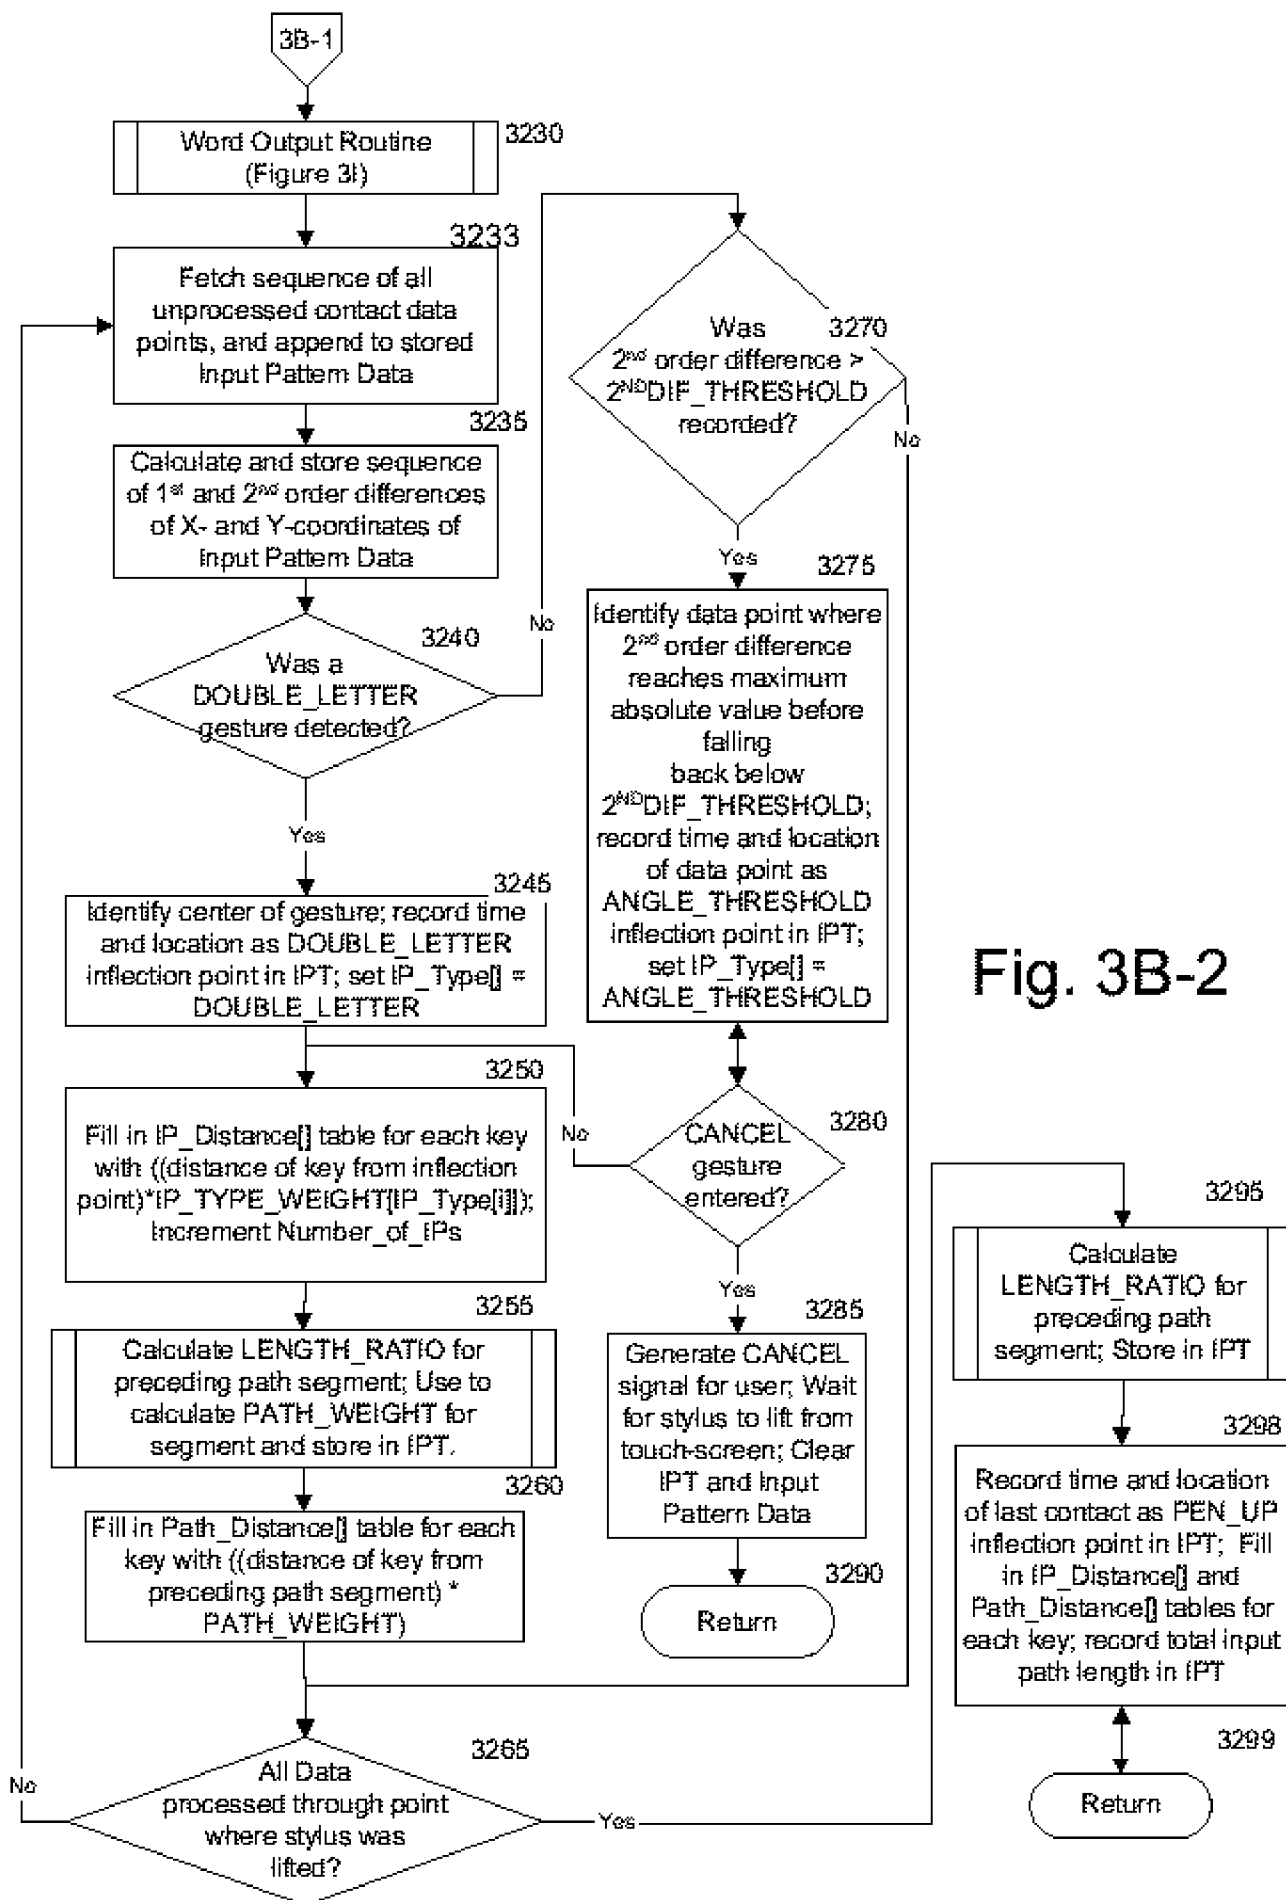 3B-1
Word Output Routine
(Figure 3I)
3230
3233
Fetch sequence of all
unprocessed contact data
points, and append to stored
Input Pattern Data
3235
Calculate and store sequence
of 1st and 2nd order differences
of X- and Y-coordinates of
Input Pattern Data
3240
Was a
DOUBLE_LETTER
gesture detected?
No
Yes
3245
Identify center of gesture; record time
and location as DOUBLE_LETTER
inflection point in IPT; set IP_Type[] =
DOUBLE_LETTER
3250
Fill in IP_Distance[] table for each key
with ((distance of key from inflection
point)*IP_TYPE_WEIGHT[IP_Type[i]]);
Increment Number_of_IPs
3255
Calculate LENGTH_RATIO for
preceding path segment; Use to
calculate PATH_WEIGHT for
segment and store in IPT.
3260
Fill in Path_Distance[] table for each
key with ((distance of key from
preceding path segment) *
PATH_WEIGHT)
3265
All Data
processed through point
where stylus was
lifted?
No
Yes
3270
Was
2nd order difference >
2NDDIF_THRESHOLD
recorded?
No
Yes
3275
Identify data point where
2nd order difference
reaches maximum
absolute value before
falling
back below
2NDDIF_THRESHOLD;
record time and location
of data point as
ANGLE_THRESHOLD
inflection point in IPT;
set IP_Type[] =
ANGLE_THRESHOLD
3280
CANCEL
gesture
entered?
No
Yes
3285
Generate CANCEL
signal for user; Wait
for stylus to lift from
touch-screen; Clear
IPT and Input
Pattern Data
3290
Return
Fig. 3B-2
3295
Calculate
LENGTH_RATIO for
preceding path
segment; Store in IPT
3298
Record time and location
of last contact as PEN_UP
inflection point in IPT; Fill
in IP_Distance[] and
Path_Distance[] tables for
each key; record total input
path length in IPT
3299
Return